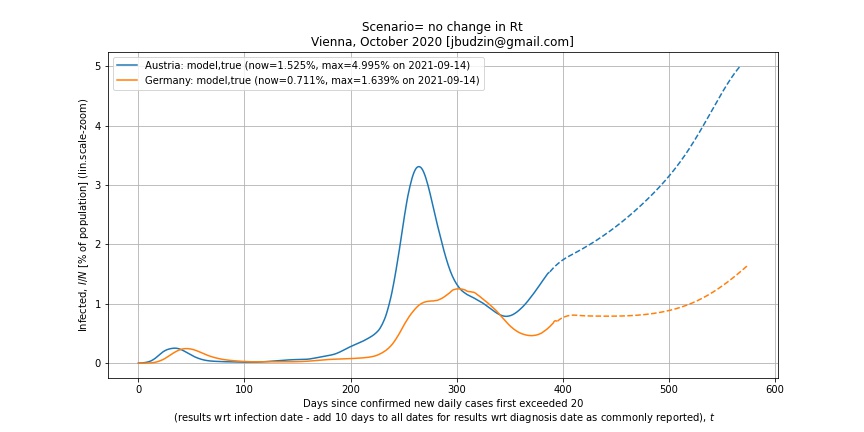 Scenario= no change in Rt
Vienna, October 2020 [jbudzin@gmail.com]
Austria: model,true (now=1.525%, max=4.995% on 2021-09-14)
Germany: model,true (now=0.711%, max=1.639% on 2021-09-14)
Infected, I/N [% of population] (lin.scale-zoom)
5
4
3
2
1
0
0 100 200 300 400 500 600
Days since confirmed new daily cases first exceeded 20
(results wrt infection date - add 10 days to all dates for results wrt diagnosis date as commonly reported), t